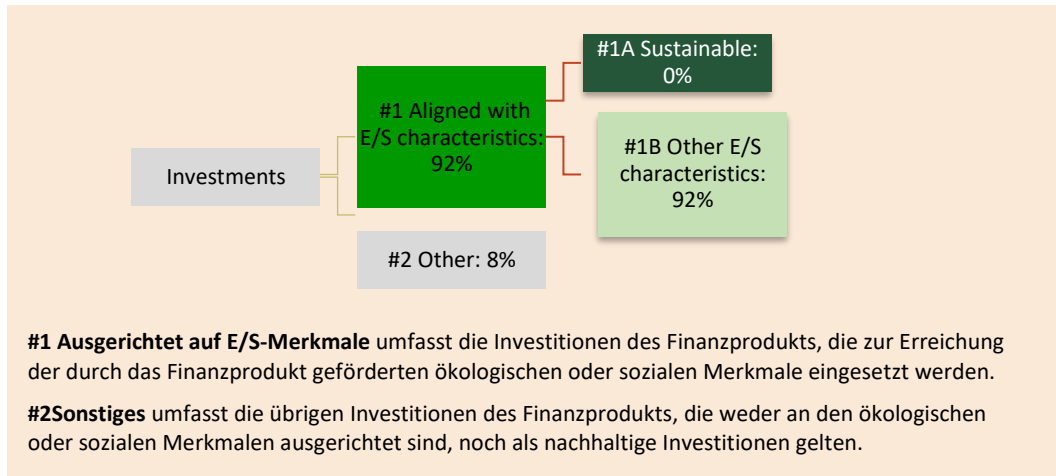 #1A Sustainable:
0%
#1 Aligned with
E/S characteristics:
92%
#1B Other E/S
characteristics:
92%
Investments
#2 Other: 8%
#1 Ausgerichtet auf E/S-Merkmale umfasst die Investitionen des Finanzprodukts, die zur Erreichung
der durch das Finanzprodukt geförderten ökologischen oder sozialen Merkmale eingesetzt werden.
#2Sonstiges umfasst die übrigen Investitionen des Finanzprodukts, die weder an den ökologischen
oder sozialen Merkmalen ausgerichtet sind, noch als nachhaltige Investitionen gelten.